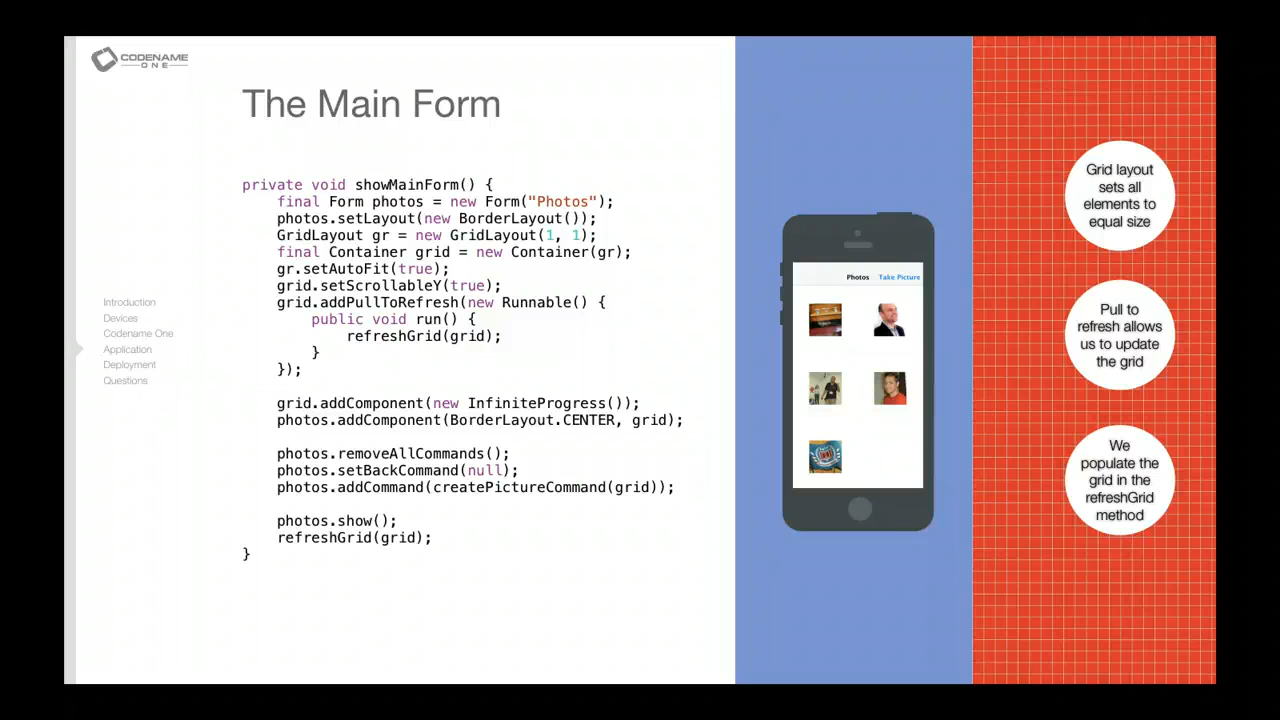 CODENAME
ONE
The Main Form
private void showMainForm() {
    final Form photos = new Form("Photos");
    photos.setLayout(new BorderLayout());
    GridLayout gr = new GridLayout(1, 1);
    final Container grid = new Container(gr);
    gr.setAutoFit(true);
    grid.setScrollableY(true);
    grid.addPullToRefresh(new Runnable() {
        public void run() {
            refreshGrid(grid);
        }
    });
    grid.addComponent(new InfiniteProgress());
    photos.addComponent(BorderLayout.CENTER, grid);
    photos.removeAllCommands();
    photos.setBackCommand(null);
    photos.addCommand(createPictureCommand(grid));
    photos.show();
    refreshGrid(grid);
}
Introduction
Devices
Codename One
Application
Deployment
Questions
Photos Take Picture
Grid layout
sets all
elements to
equal size
Pull to
refresh allows
us to update
the grid
We
populate the
grid in the
refreshGrid
method